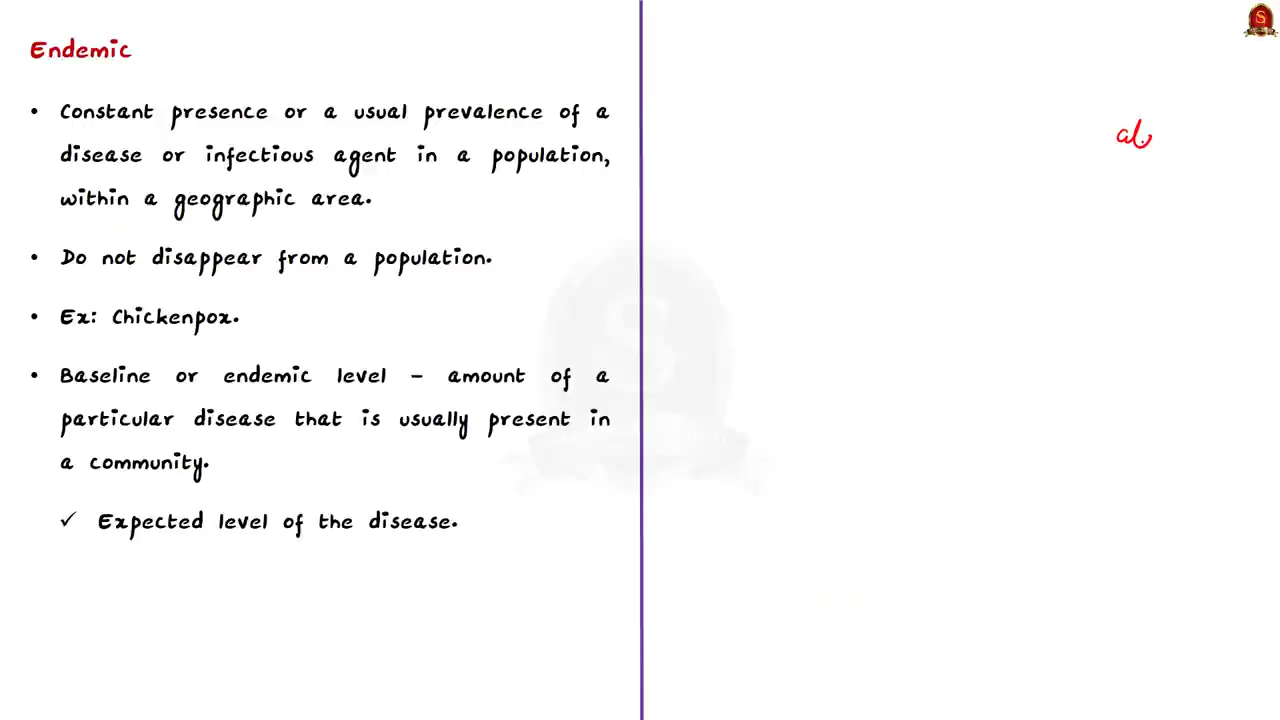 Endemic
• Constant presence or a usual prevalence of a
disease or infectious agent in a population,
within a geographic area.
• Do not disappear from a population.
• Ex: Chickenpox.
• Baseline or endemic level – amount of a
particular disease that is usually present in
a community.
✓ Expected level of the disease.